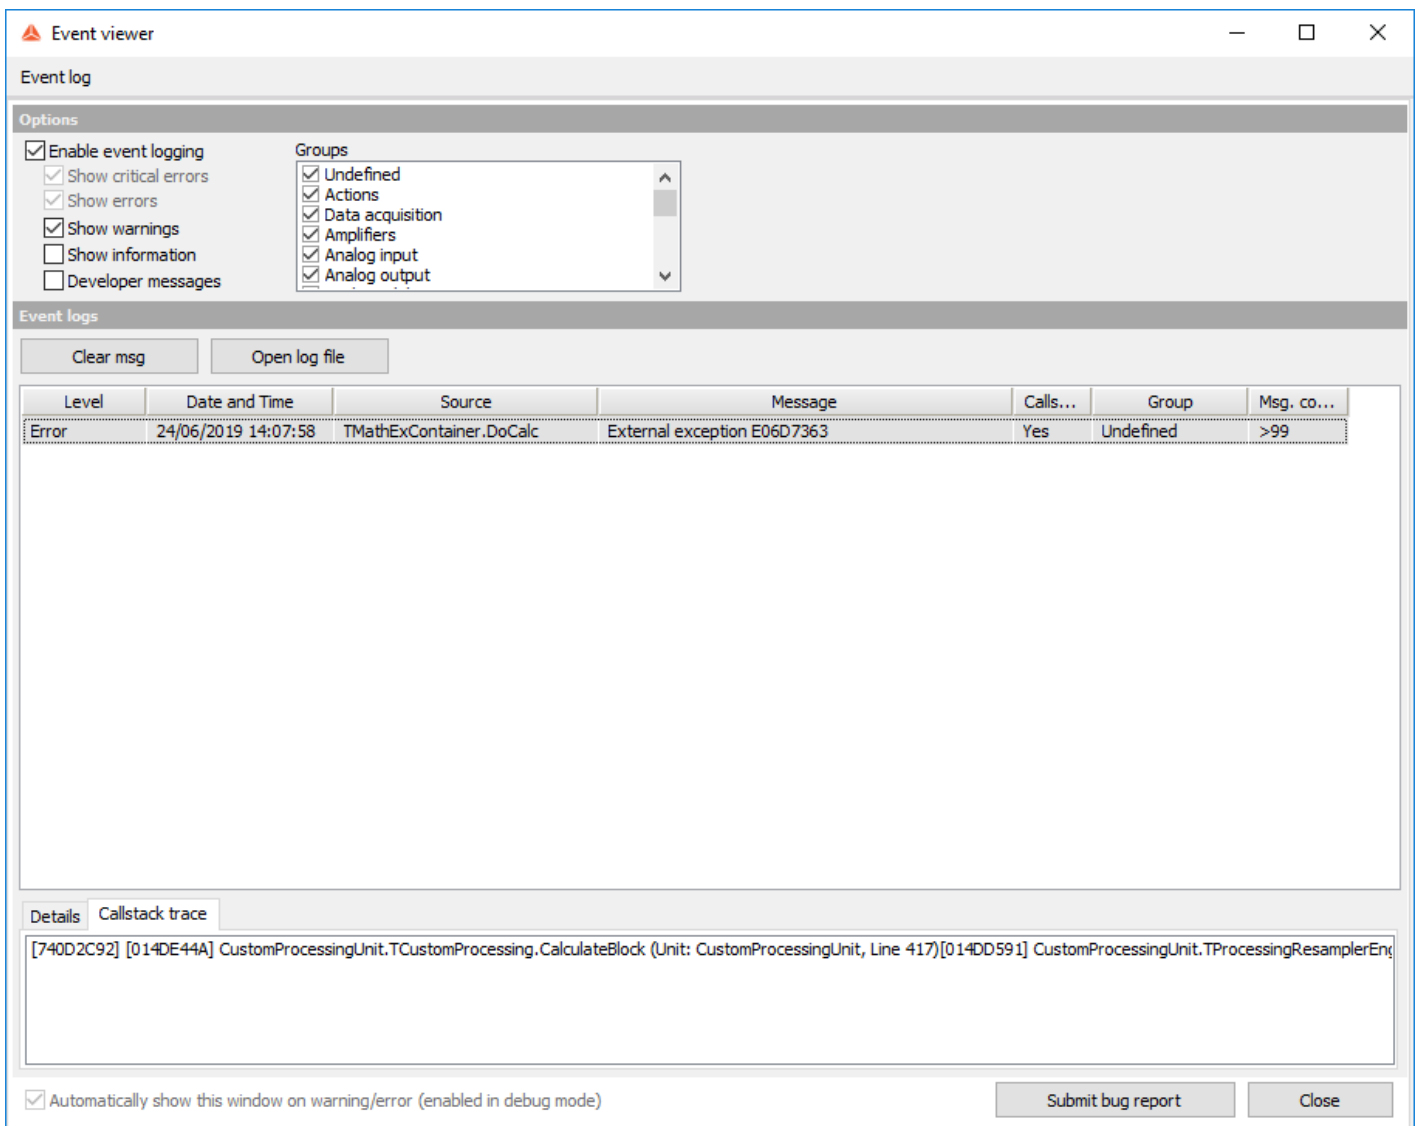 Event viewer
Event log
Options
Enable event logging
Show critical errors
Show errors
Show warnings
Show information
Developer messages
Groups
Undefined
Actions
Data acquisition
Amplifiers
Analog input
Analog output
Event logs
Clear msg Open log file
Level Date and Time Source Message Calls... Group Msg. co...
Error 24/06/2019 14:07:58 TMathExContainer.DoCalc External exception E06D7363 Yes Undefined >99
Details Callstack trace
[740D2C92] [014DE44A] CustomProcessingUnit.TCustomProcessing.CalculateBlock (Unit: CustomProcessingUnit, Line 417)[014DD591] CustomProcessingUnit.TProcessingResamplerEng
Automatically show this window on warning/error (enabled in debug mode)
Submit bug report Close